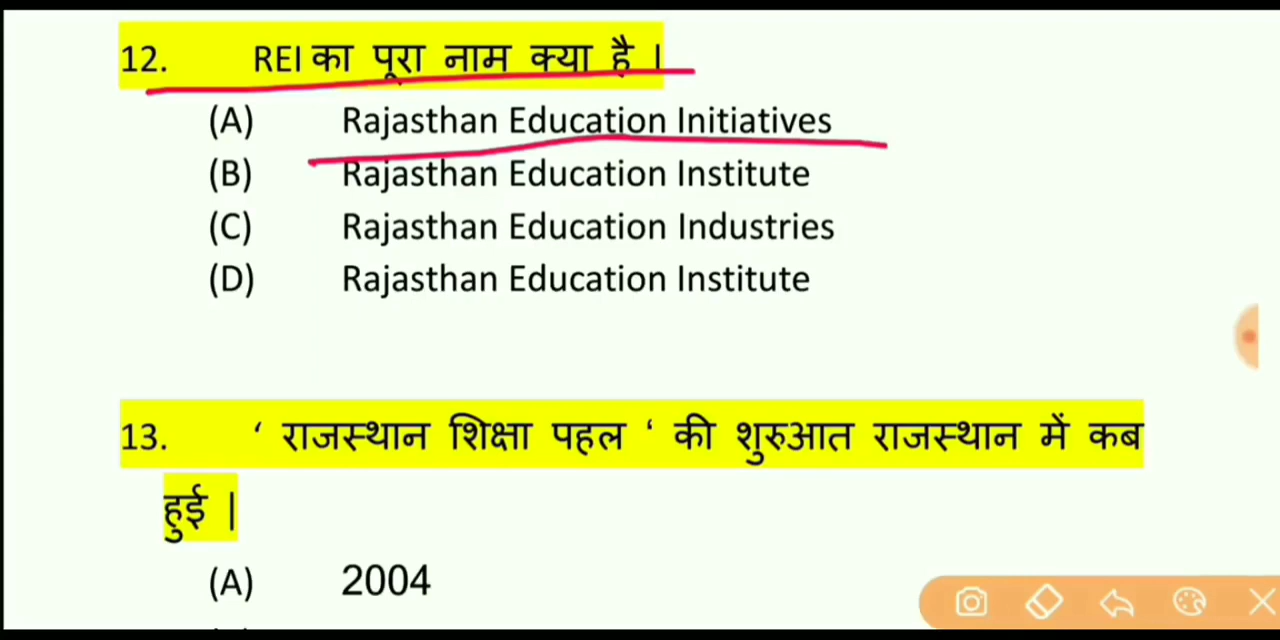 12. REI का पूरा नाम क्या है ।
(A) Rajasthan Education Initiatives
(B) Rajasthan Education Institute
(C) Rajasthan Education Industries
(D) Rajasthan Education Institute
13. ‘ राजस्थान शिक्षा पहल ‘ की शुरुआत राजस्थान में कब
हुई |
(A) 2004